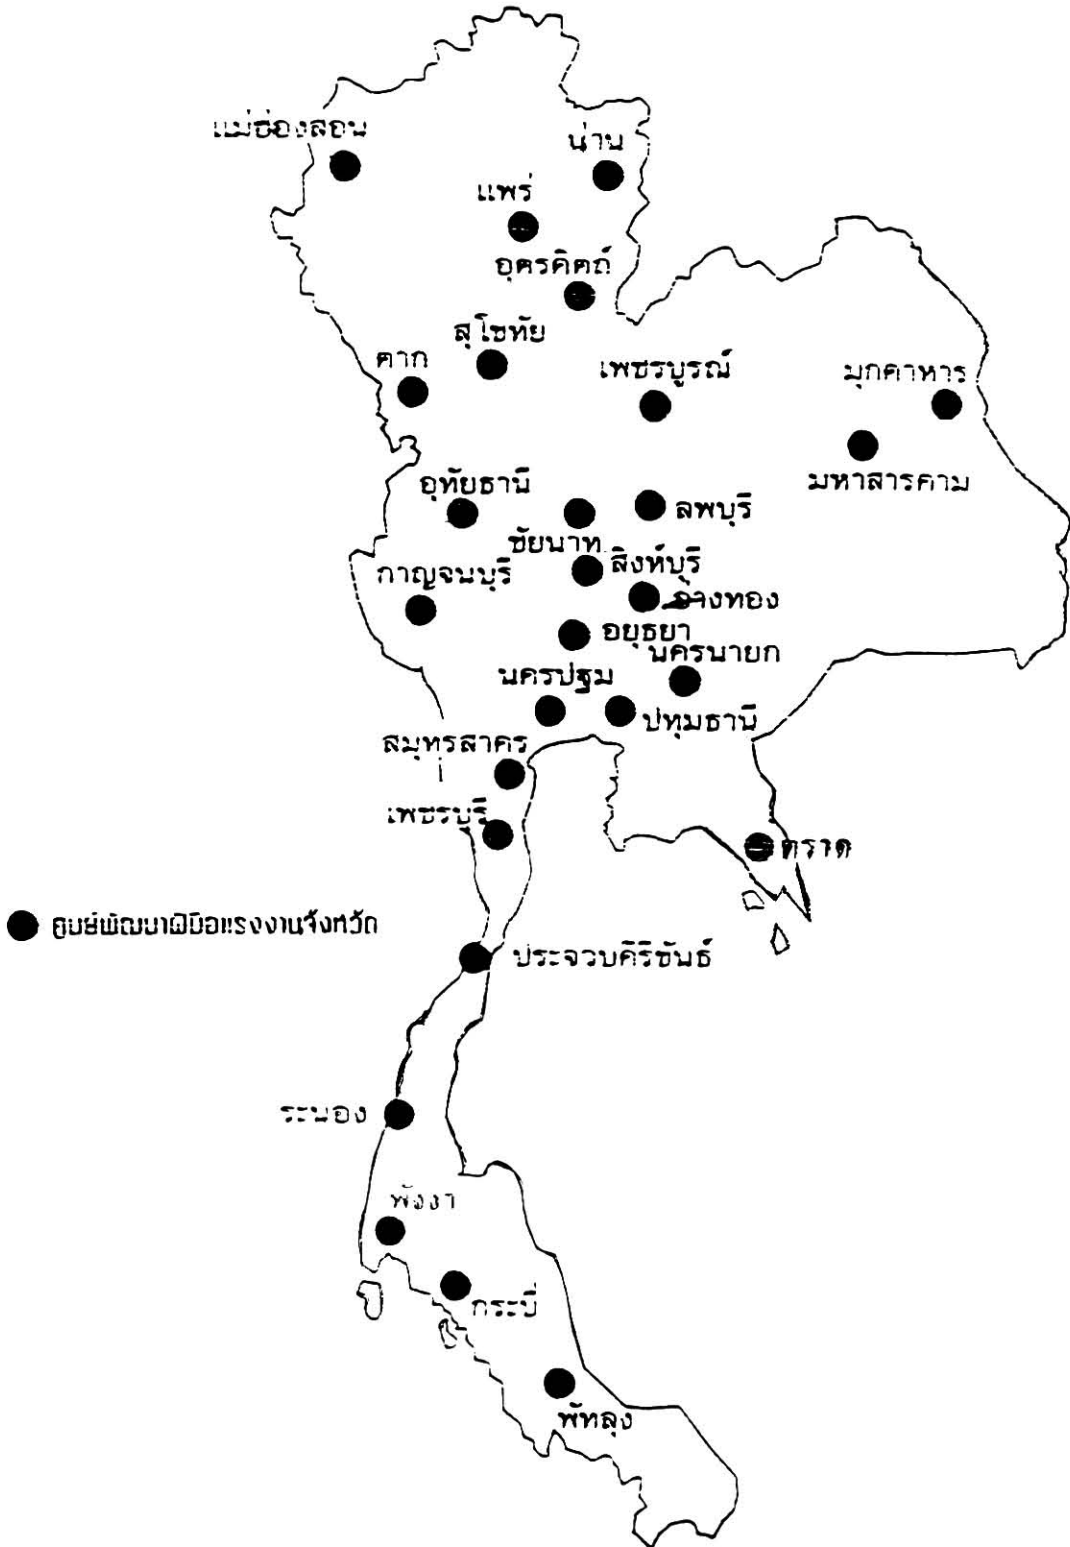 แม่ฮ่องสอน
น่าน
แพร่
อุตรดิตถ์
สุโขทัย
ตาก
เพชรบูรณ์
มุกดาหาร
มหาสารคาม
อุทัยธานี
ลพบุรี
ชัยนาท
สิงห์บุรี
กาญจนบุรี
อ่างทอง
อยุธยา
นครนายก
นครปฐม
ปทุมธานี
สมุทรสาคร
เพชรบุรี
ตราด
ศูนย์พัฒนาฝีมือแรงงานจังหวัด
ประจวบคิรีขันธ์
ระนอง
พังงา
กระบี่
พัทลุง